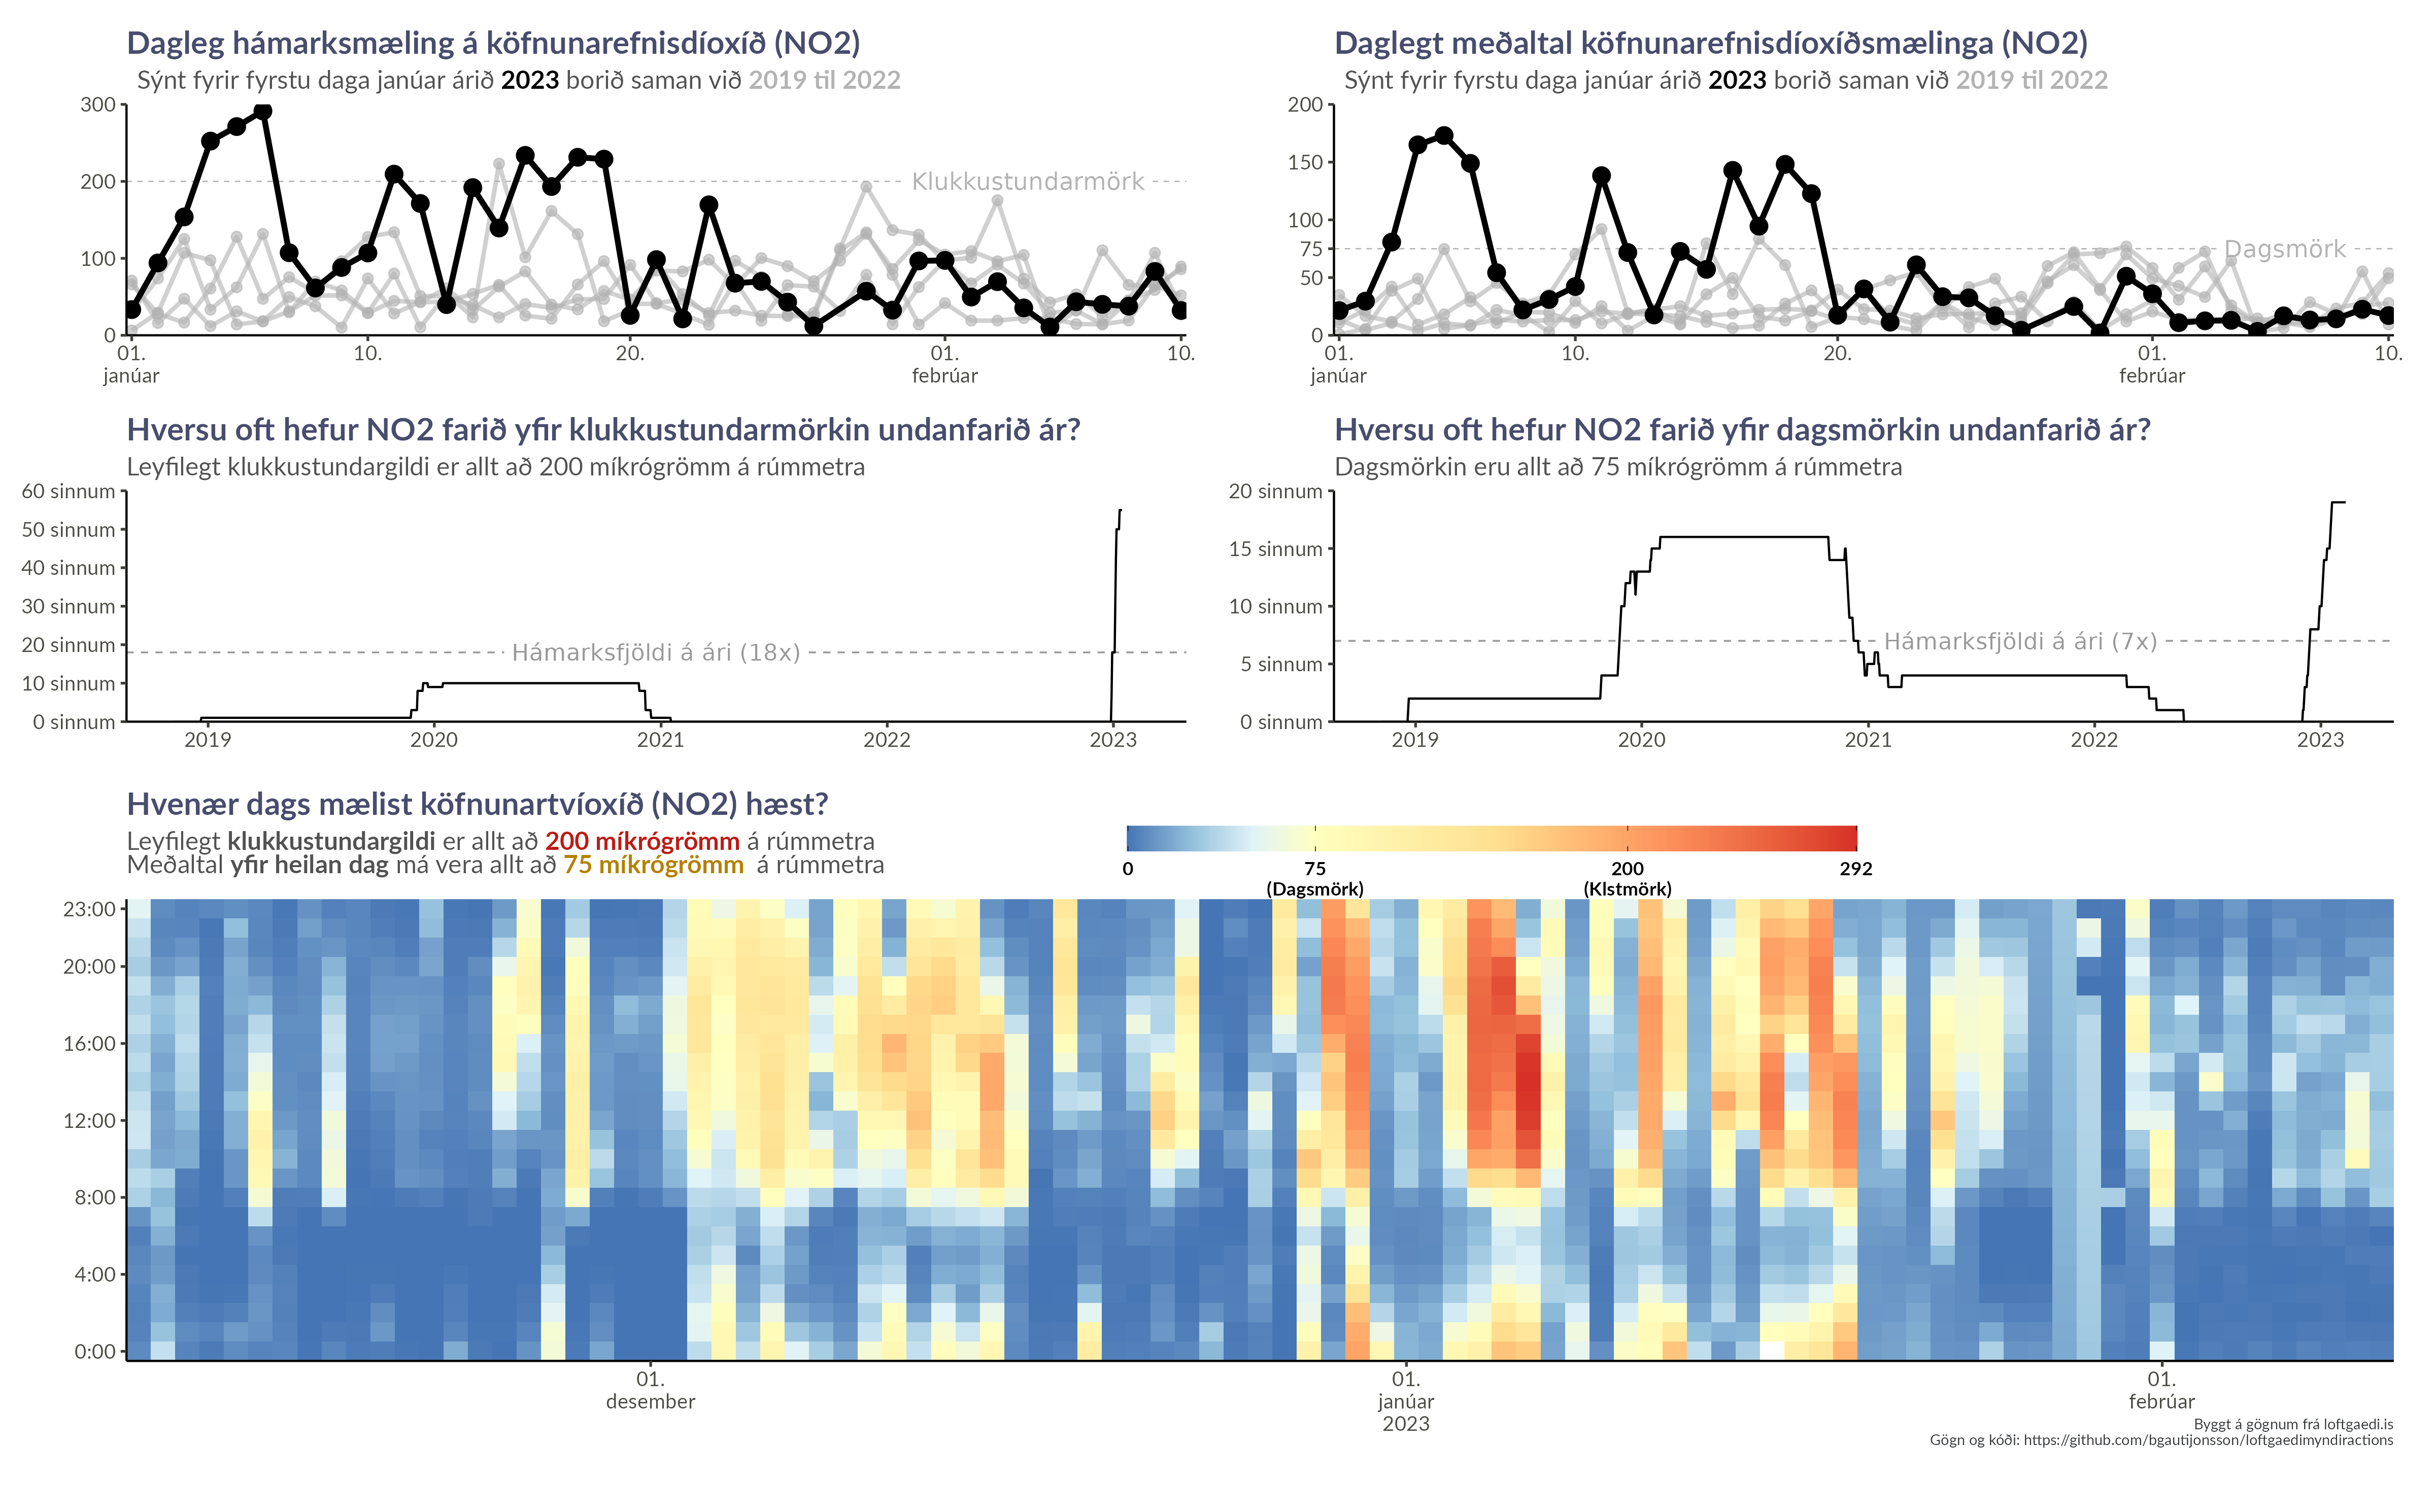 Dagleg hámarksmæling á köfnunarefnisdíoxíð (NO2)
Sýnt fyrir fyrstu daga janúar árið 2023 borið saman við 2019 til 2022
300
200
100
0
Klukkustundarmörk
01.
janúar
10.
20.
01.
febrúar
10.
Daglegt meðaltal köfnunarefnisdíoxíðsmælinga (NO2)
Sýnt fyrir fyrstu daga janúar árið 2023 borið saman við 2019 til 2022
200
150
100
75
50
0
Dagsmörk
01.
janúar
10.
20.
01.
febrúar
10.
Hversu oft hefur NO2 farið yfir klukkustundarmörkin undanfarið ár?
Leyfilegt klukkustundargildi er allt að 200 míkrógrömm á rúmmetra
60 sinnum
50 sinnum
40 sinnum
30 sinnum
20 sinnum
10 sinnum
0 sinnum
Hámarksfjöldi á ári (18x)
2019
2020
2021
2022
2023
Hversu oft hefur NO2 farið yfir dagsmörkin undanfarið ár?
Dagsmörkin eru allt að 75 míkrógrömm á rúmmetra
20 sinnum
15 sinnum
10 sinnum
5 sinnum
0 sinnum
Hámarksfjöldi á ári (7x)
2019
2020
2021
2022
2023
Hvenær dags mælist köfnunartvíoxíð (NO2) hæst?
Leyfilegt klukkustundargildi er allt að 200 míkrógrömm á rúmmetra
Meðaltal yfir heilan dag má vera allt að 75 míkrógrömm á rúmmetra
0
75
(Dagsmörk)
200
(Klstmörk)
292
23:00
20:00
16:00
12:00
8:00
4:00
0:00
01.
desember
01.
janúar
2023
01.
febrúar
Byggt á gögnum frá loftgaedi.is
Gögn og kóði: https://github.com/bgautijonsson/loftgaedimyndiractions